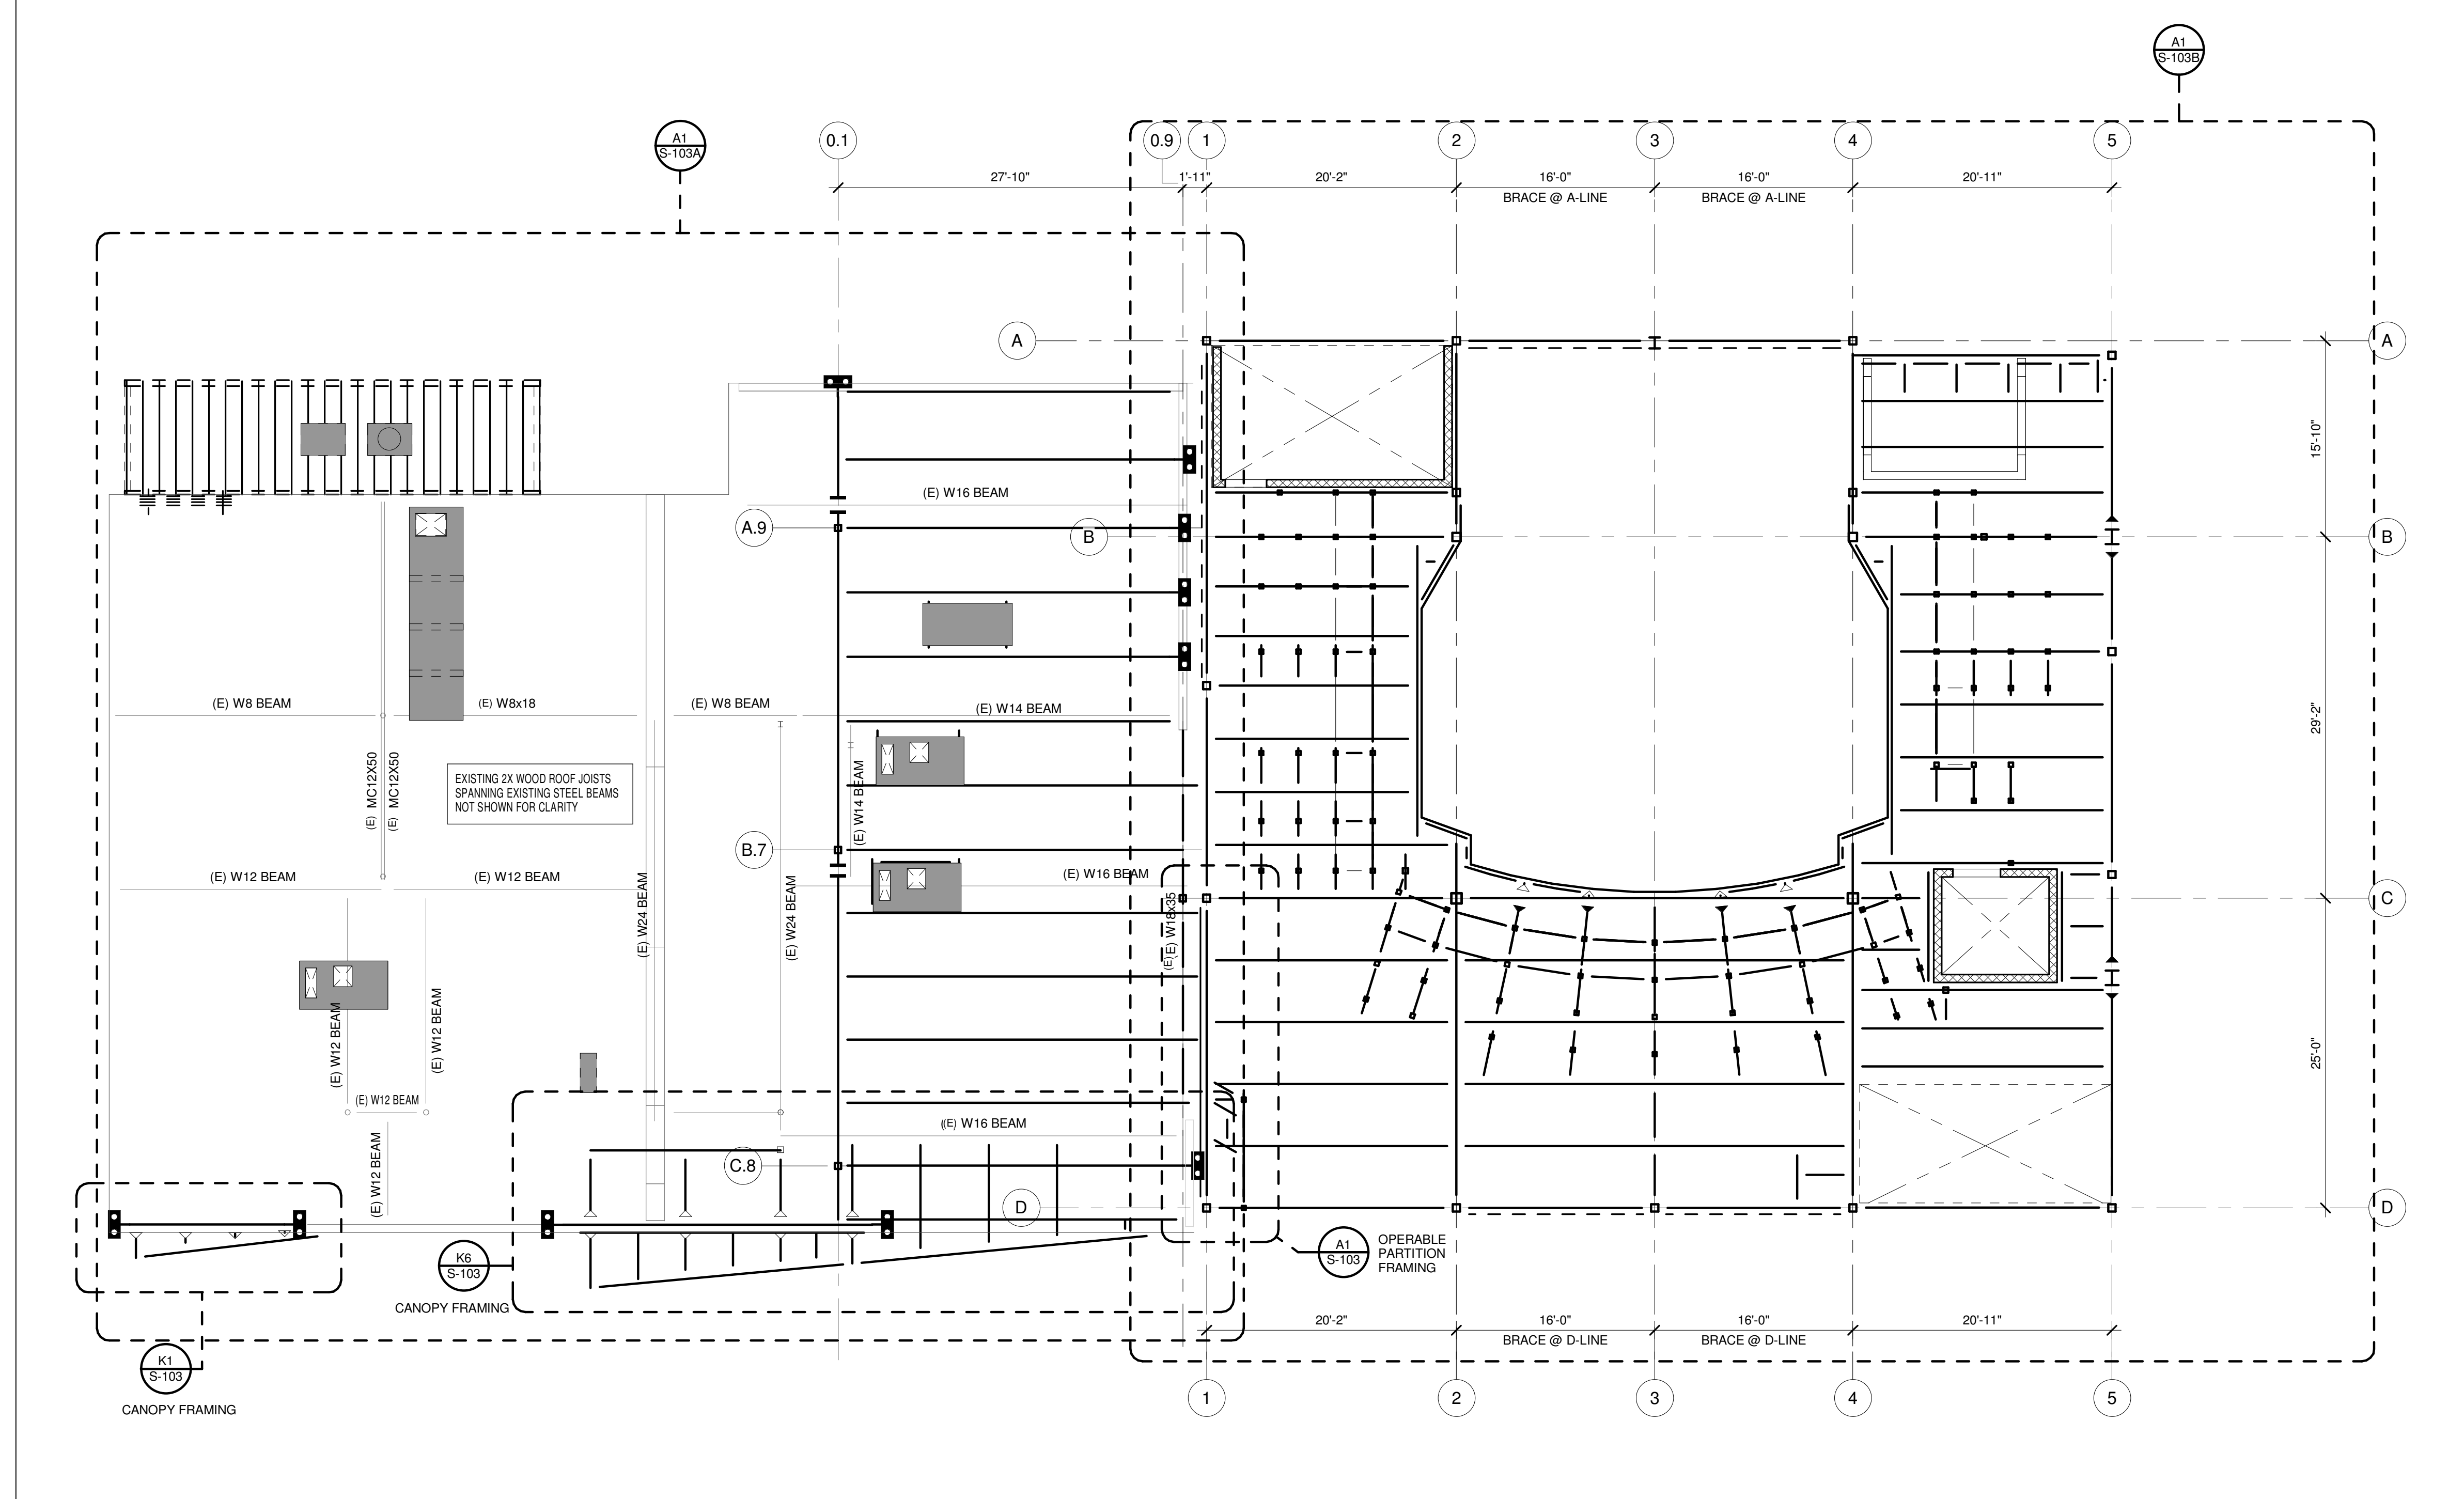 A1
S-103B
A1
S-103A
0.1
0.9
1
2
3
4
5
27'-10"
1'-11"
20'-2"
16'-0"
16'-0"
20'-11"
BRACE @ A-LINE
BRACE @ A-LINE
A
A
15'-10"
(E) W16 BEAM
A.9
B
B
(E) W8 BEAM
(E) W8x18
(E) W8 BEAM
(E) W14 BEAM
29'-2"
(E) MC12X50
(E) MC12X50
EXISTING 2X WOOD ROOF JOISTS
SPANNING EXISTING STEEL BEAMS
NOT SHOWN FOR CLARITY
(E) W14 BEAM
B.7
(E) W12 BEAM
(E) W12 BEAM
(E) W24 BEAM
(E) W24 BEAM
(E) W16 BEAM
(E) W18x35
(E)
C
(E) W12 BEAM
(E) W12 BEAM
25'-0"
(E) W12 BEAM
(E) W16 BEAM
(E) W12 BEAM
C.8
D
D
K6
S-103
CANOPY FRAMING
A1
S-103
OPERABLE
PARTITION
FRAMING
20'-2"
16'-0"
16'-0"
20'-11"
BRACE @ D-LINE
BRACE @ D-LINE
K1
S-103
CANOPY FRAMING
1
2
3
4
5